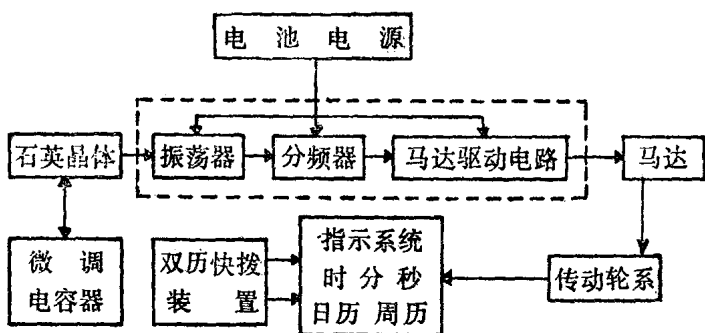 电池电源
石英晶体
振荡器
分频器
马达驱动电路
马达
微调
电容器
双历快拨
装置
指示系统
时分秒
日历 周历
传动轮系